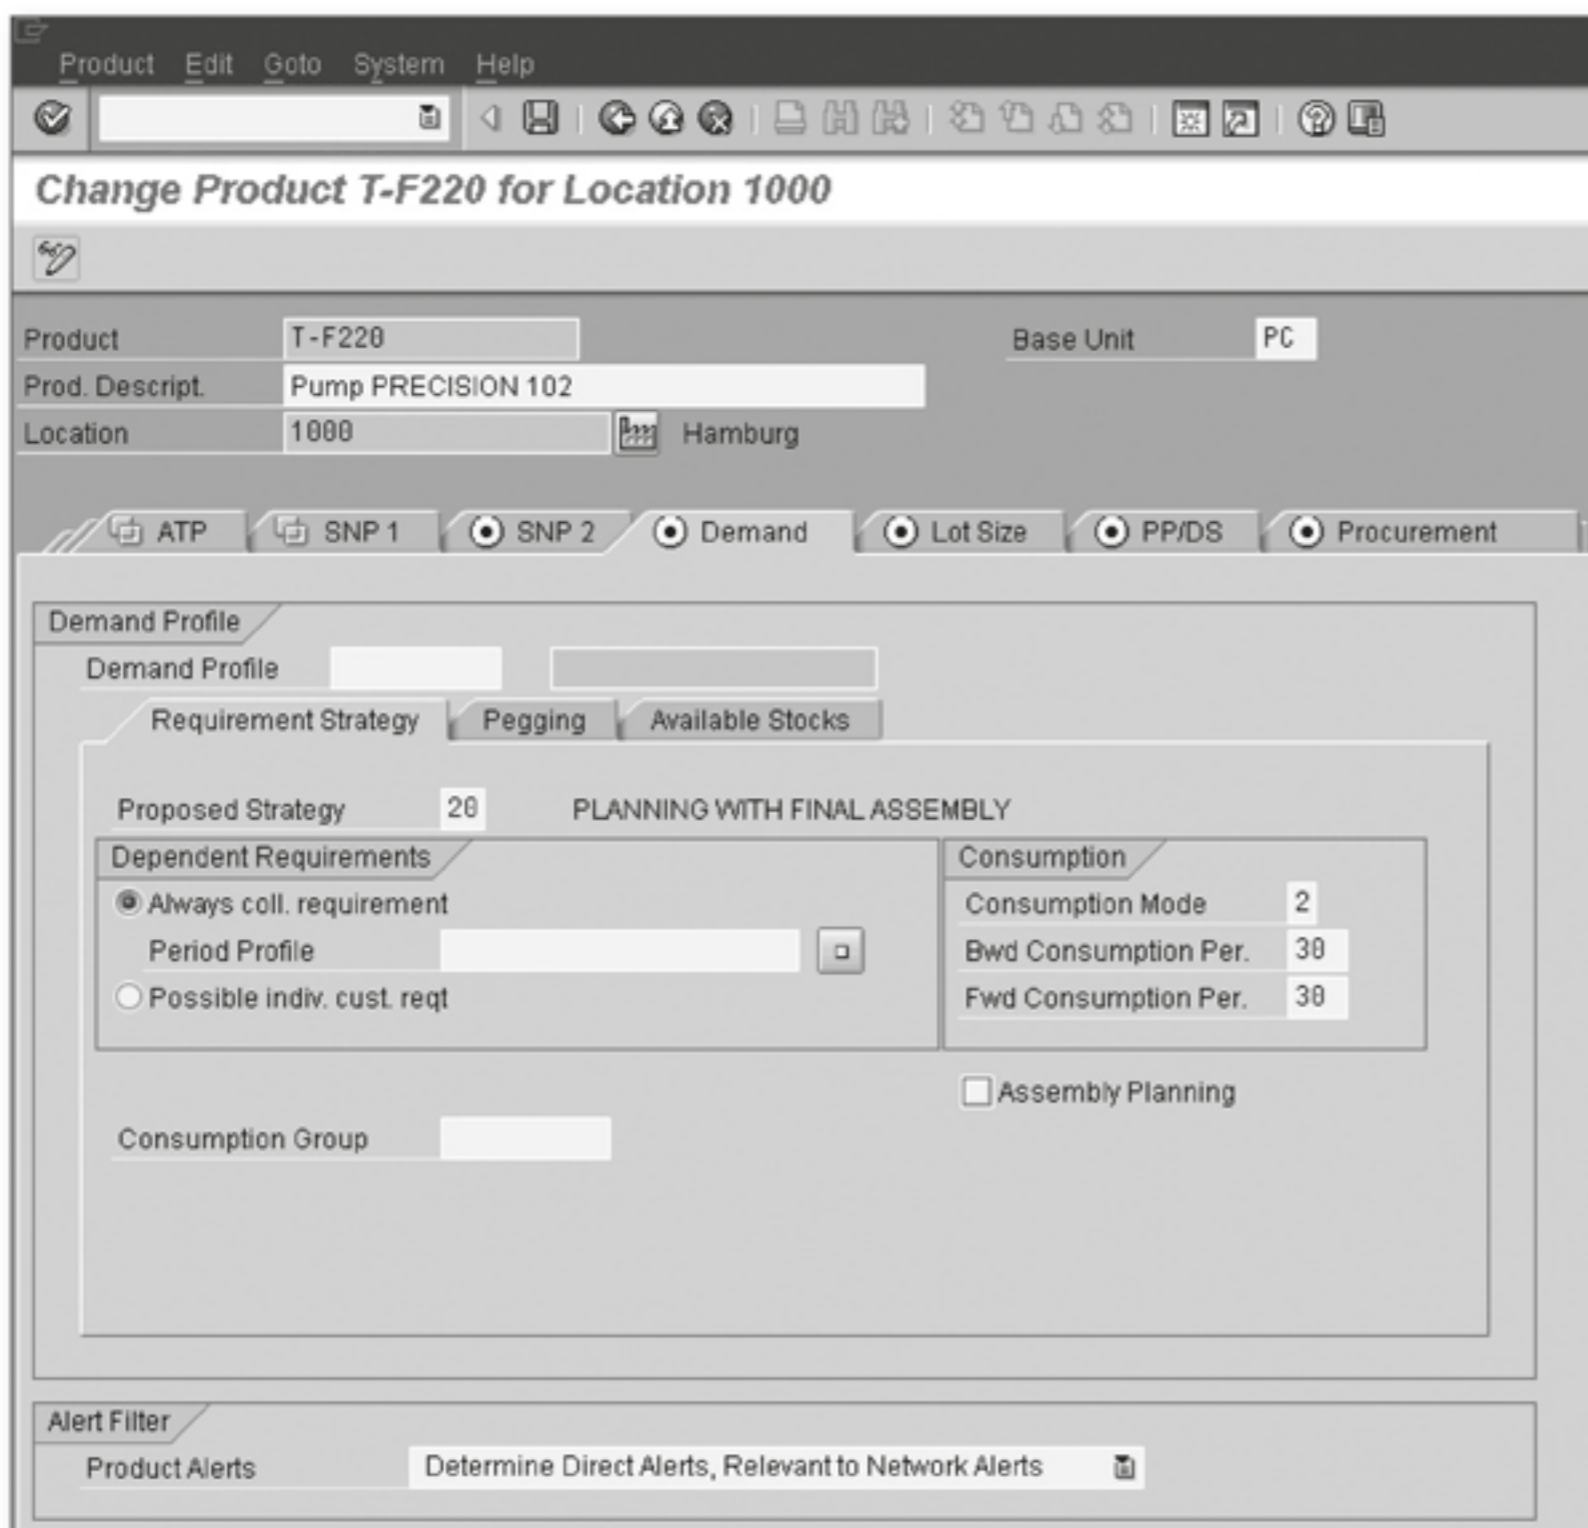 Product Edit Goto System Help
Change Product T-F220 for Location 1000
Product T-F220 Base Unit PC
Prod. Descript. Pump PRECISION 102
Location 1000 Hamburg
ATP SNP 1 SNP 2 Demand Lot Size PP/DS Procurement
Demand Profile
Demand Profile
Requirement Strategy Pegging Available Stocks
Proposed Strategy 20 PLANNING WITH FINAL ASSEMBLY
Dependent Requirements Consumption
Always coll. requirement Consumption Mode 2
Period Profile Bwd Consumption Per. 30
Possible indiv. cust. reqt Fwd Consumption Per. 30
Assembly Planning
Consumption Group
Alert Filter
Product Alerts Determine Direct Alerts, Relevant to Network Alerts